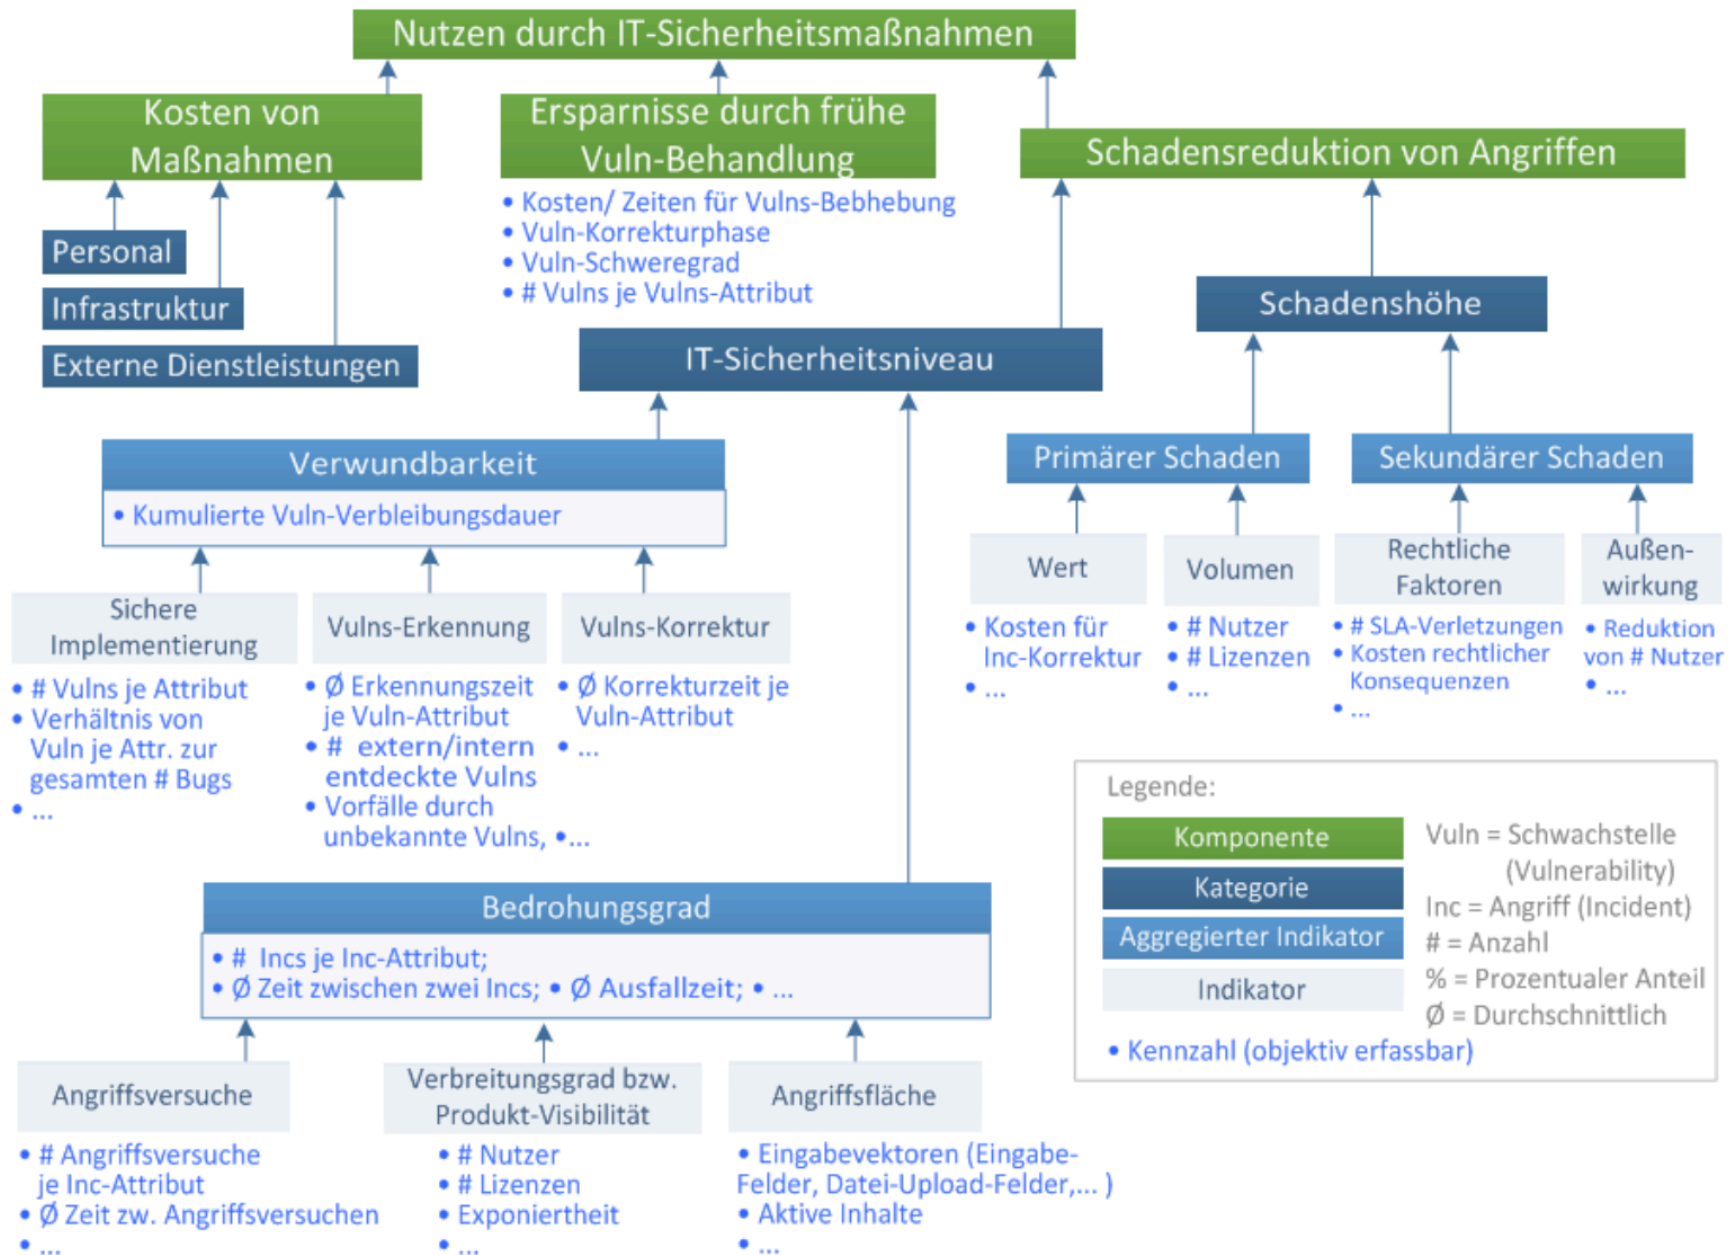 Nutzen durch IT-Sicherheitsmaßnahmen
Kosten von
Maßnahmen
Ersparnisse durch frühe
Vuln-Behandlung
Schadensreduktion von Angriffen
Personal
Infrastruktur
Externe Dienstleistungen
• Kosten/ Zeiten für Vulns-Bebhebung
• Vuln-Korrekturphase
• Vuln-Schweregrad
• # Vulns je Vulns-Attribut
Schadenshöhe
IT-Sicherheitsniveau
Verwundbarkeit
• Kumulierte Vuln-Verbleibungsdauer
Primärer Schaden
Sekundärer Schaden
Sichere
Implementierung
• # Vulns je Attribut
• Verhältnis von
Vuln je Attr. zur
gesamten # Bugs
• ...
Vulns-Erkennung
• Ø Erkennungszeit
je Vuln-Attribut
• # extern/intern
entdeckte Vulns
• Vorfälle durch
unbekannte Vulns, •...
Vulns-Korrektur
• Ø Korrekturzeit je
Vuln-Attribut
• ...
Wert
• Kosten für
Inc-Korrektur
• ...
Volumen
• # Nutzer
• # Lizenzen
• ...
Rechtliche
Faktoren
• # SLA-Verletzungen
• Kosten rechtlicher
Konsequenzen
• ...
Außen-
wirkung
• Reduktion
von # Nutzer
• ...
Bedrohungsgrad
• # Incs je Inc-Attribut;
• Ø Zeit zwischen zwei Incs; • Ø Ausfallzeit; • ...
Angriffsversuche
• # Angriffsversuche
je Inc-Attribut
• Ø Zeit zw. Angriffsversuchen
• ...
Verbreitungsgrad bzw.
Produkt-Visibilität
• # Nutzer
• # Lizenzen
• Exponiertheit
• ...
Angriffsfläche
• Eingabevektoren (Eingabe-
Felder, Datei-Upload-Felder,... )
• Aktive Inhalte
• ...
Legende:
Komponente
Kategorie
Aggregierter Indikator
Indikator
• Kennzahl (objektiv erfassbar)
Vuln = Schwachstelle
(Vulnerability)
Inc = Angriff (Incident)
# = Anzahl
% = Prozentualer Anteil
Ø = Durchschnittlich